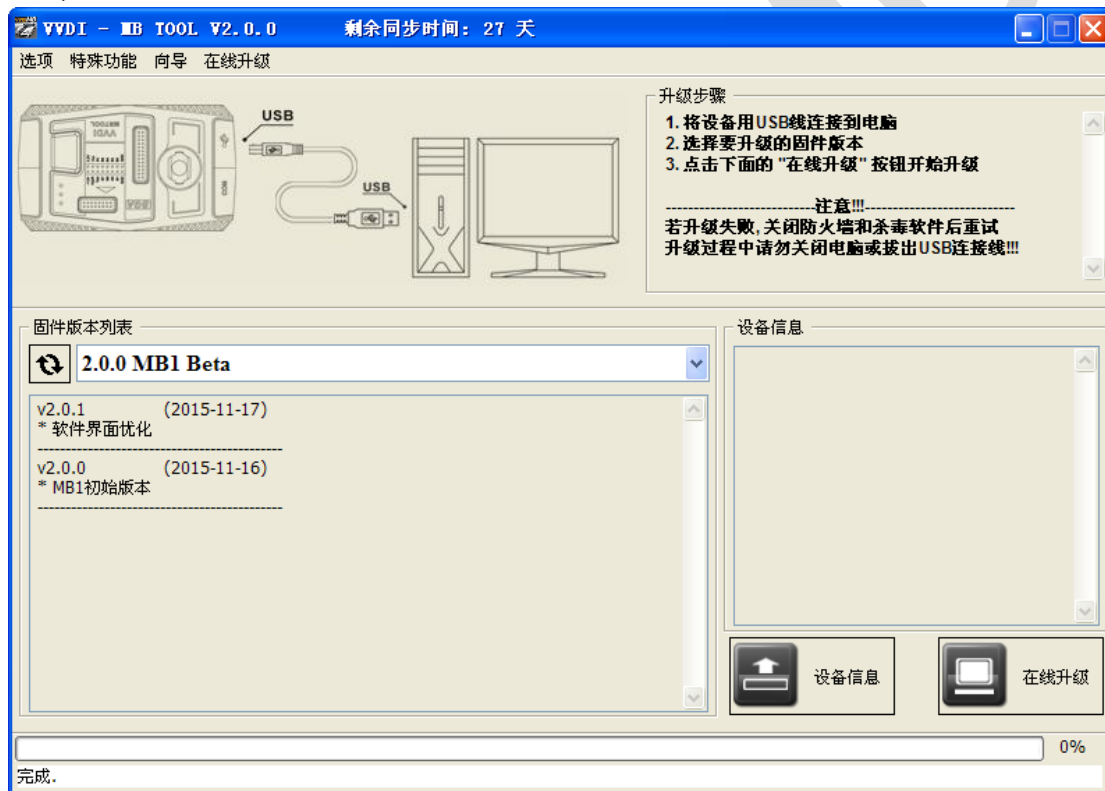 VVDI - MB TOOL V2.0.0 剩余同步时间: 27 天
选项 特殊功能 向导 在线升级
USB
USB
升级步骤
1. 将设备用USB线连接到电脑
2. 选择要升级的固件版本
3. 点击下面的 "在线升级" 按钮开始升级
--------------------------注意!!!--------------------------
若升级失败, 关闭防火墙和杀毒软件后重试
升级过程中请勿关闭电脑或拔出USB连接线!!!
固件版本列表
2.0.0 MB1 Beta
v2.0.1 (2015-11-17)
* 软件界面优化
--------------------------------------------
v2.0.0 (2015-11-16)
* MB1初始版本
--------------------------------------------
设备信息
设备信息
在线升级
0%
完成.